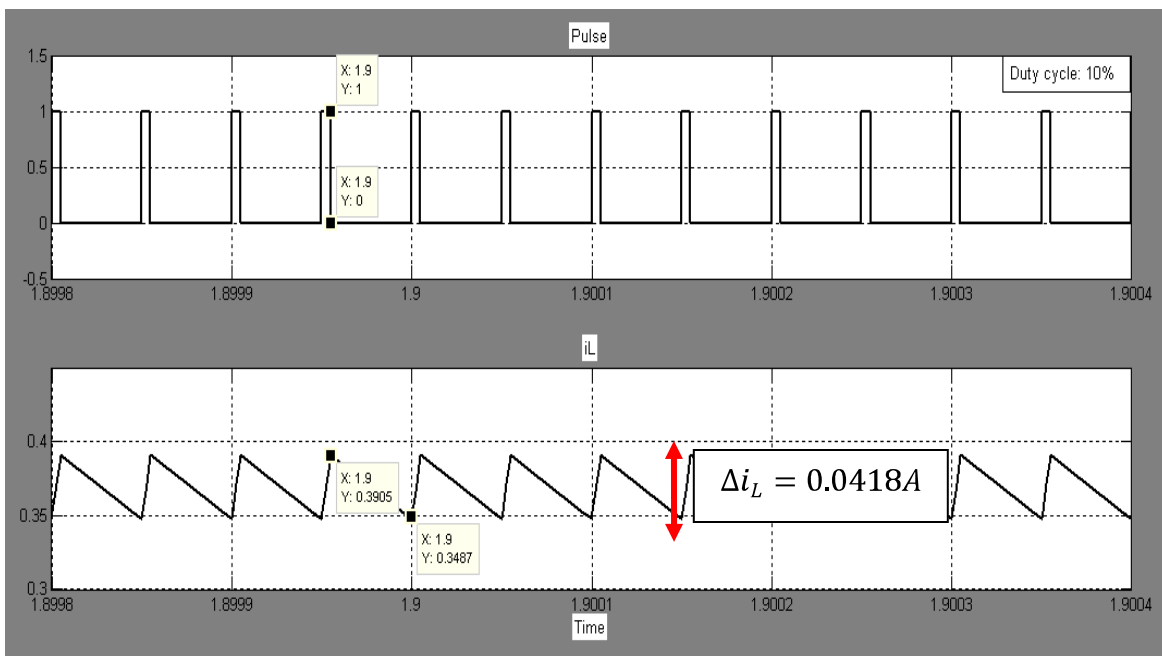 Pulse
Duty cycle: 10%
1.5
1
0.5
0
-0.5
X: 1.9
Y: 1
X: 1.9
Y: 0
1.8998
1.8999
1.9
1.9001
1.9002
1.9003
1.9004
iL
0.4
0.35
0.3
X: 1.9
Y: 0.3905
X: 1.9
Y: 0.3487
Δi_L = 0.0418A
1.8998
1.8999
1.9
1.9001
1.9002
1.9003
1.9004
Time